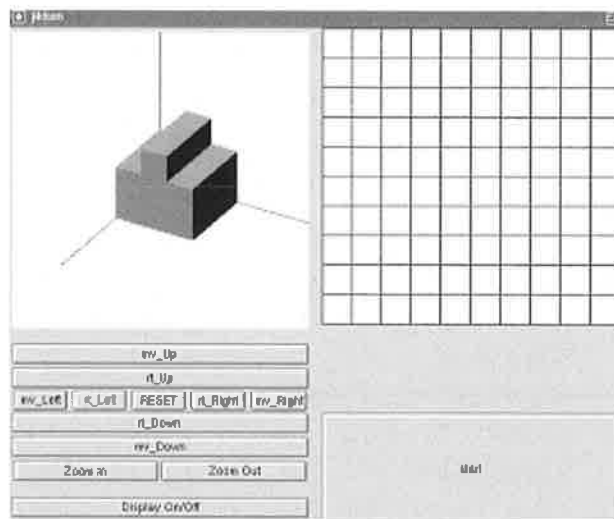 mv_Up
rt_Up
mv_Left rt_Left RESET rt_Right mv_Right
rt_Down
mv_Down
Zoom In Zoom Out
Display On/Off